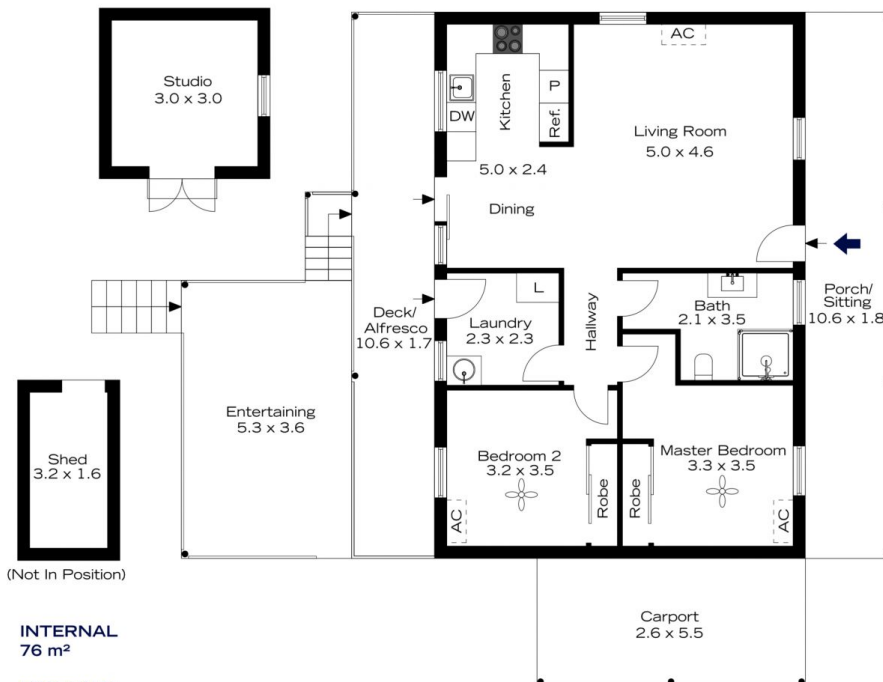 Studio
3.0 x 3.0
Kitchen
P
Ref.
DW
5.0 x 2.4
Dining
AC
Living Room
5.0 x 4.6
Deck/
Alfresco
10.6 x 1.7
L
Laundry
2.3 x 2.3
Hallway
Bath
2.1 x 3.5
Porch/
Sitting
10.6 x 1.8
Entertaining
5.3 x 3.6
Shed
3.2 x 1.6
(Not In Position)
Bedroom 2
3.2 x 3.5
AC
Robe
Robe
Master Bedroom
3.3 x 3.5
AC
Carport
2.6 x 5.5
INTERNAL
76 m²